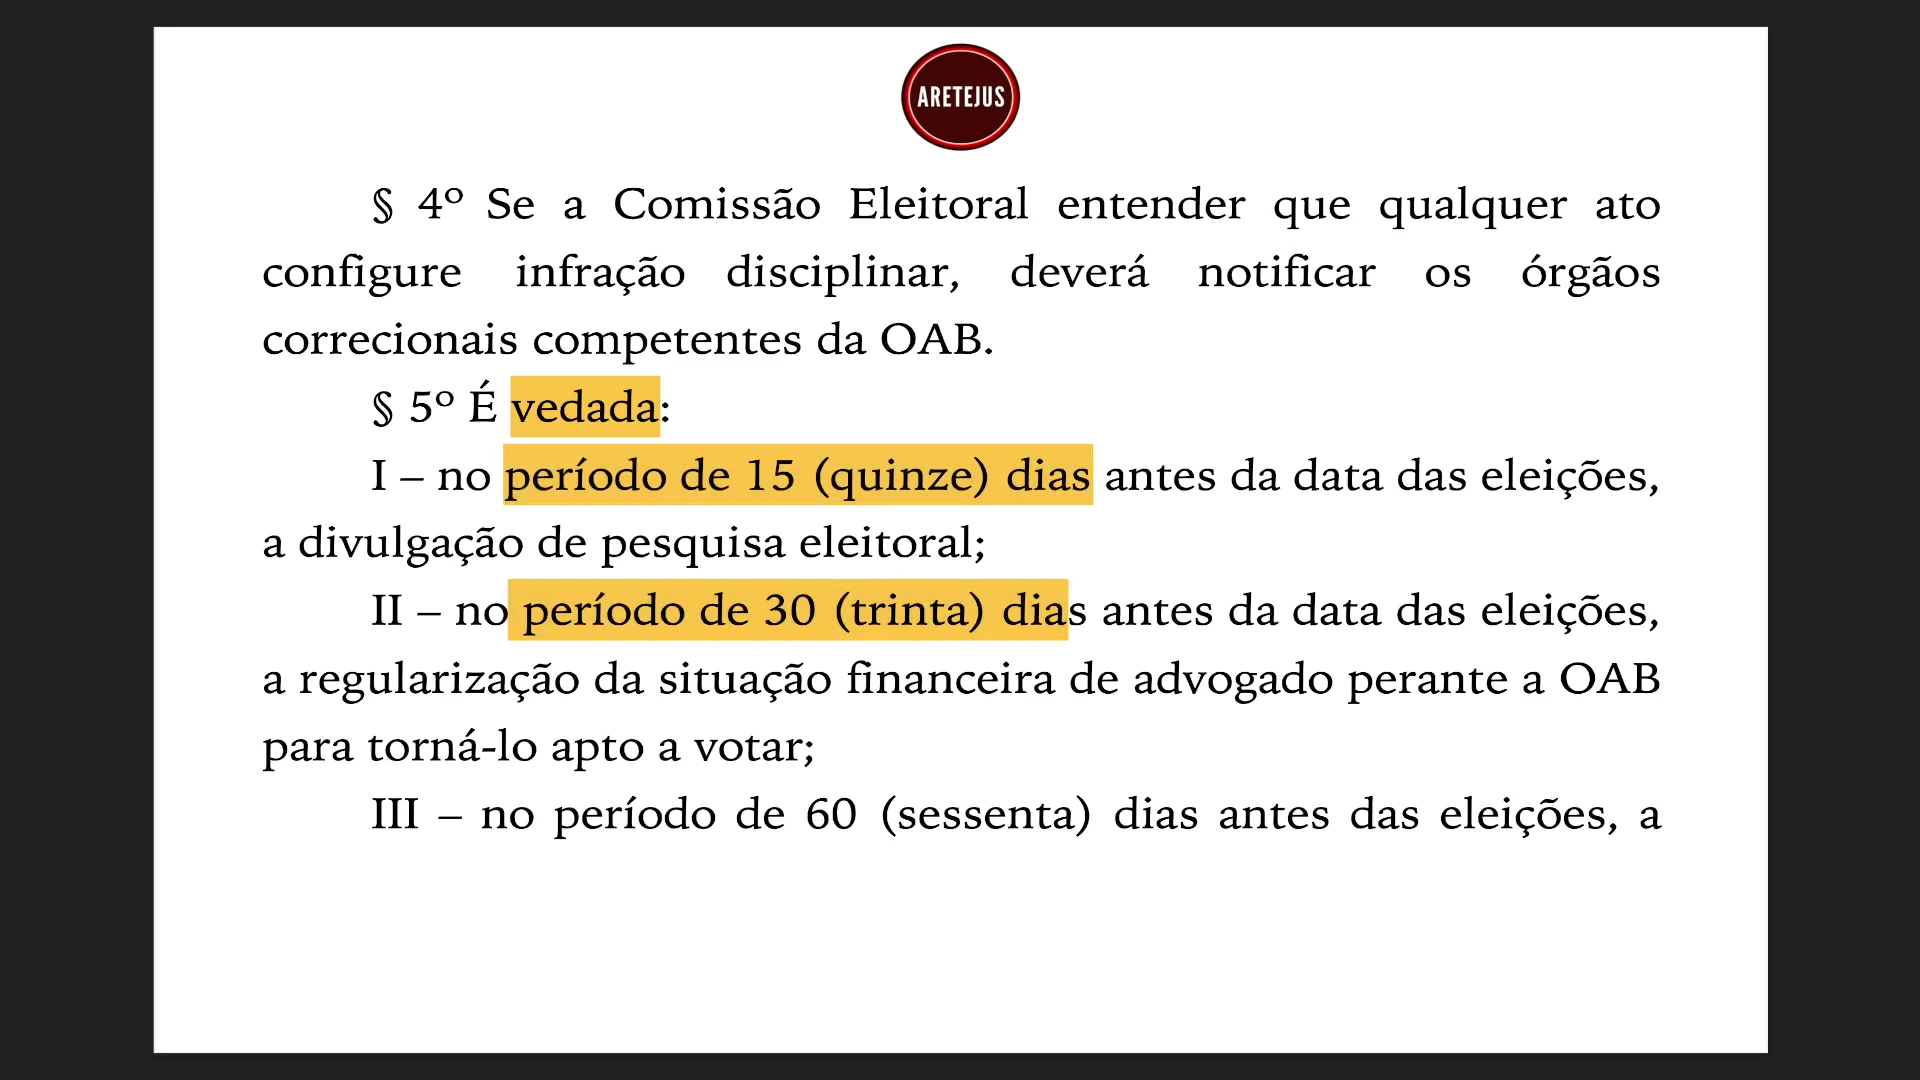 ARETEJUS
§ 4º Se a Comissão Eleitoral entender que qualquer ato
configure infração disciplinar, deverá notificar os órgãos
correcionais competentes da OAB.
§ 5º É vedada:
I – no período de 15 (quinze) dias antes da data das eleições,
a divulgação de pesquisa eleitoral;
II – no período de 30 (trinta) dias antes da data das eleições,
a regularização da situação financeira de advogado perante a OAB
para torná-lo apto a votar;
III – no período de 60 (sessenta) dias antes das eleições, a